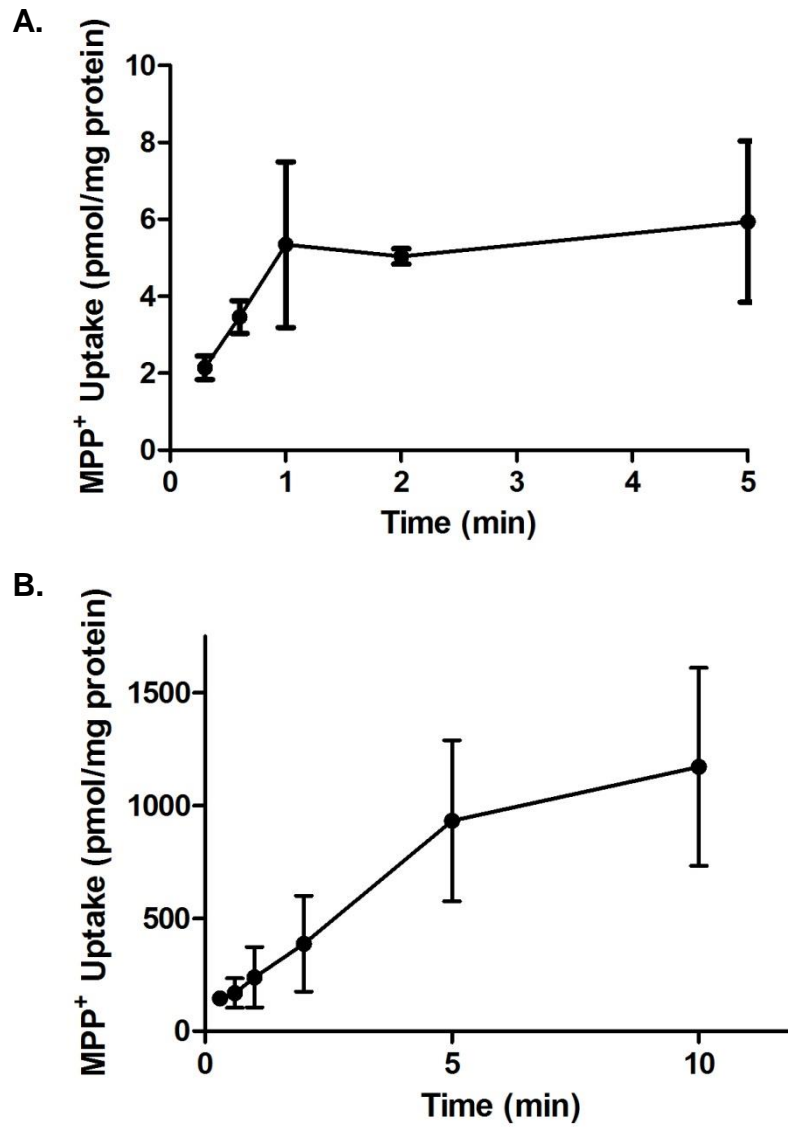 A.
MPP+ Uptake (pmol/mg protein)
10
8
6
4
2
0
0 1 2 3 4 5
Time (min)
B.
MPP+ Uptake (pmol/mg protein)
1500
1000
500
0
0 5 10
Time (min)